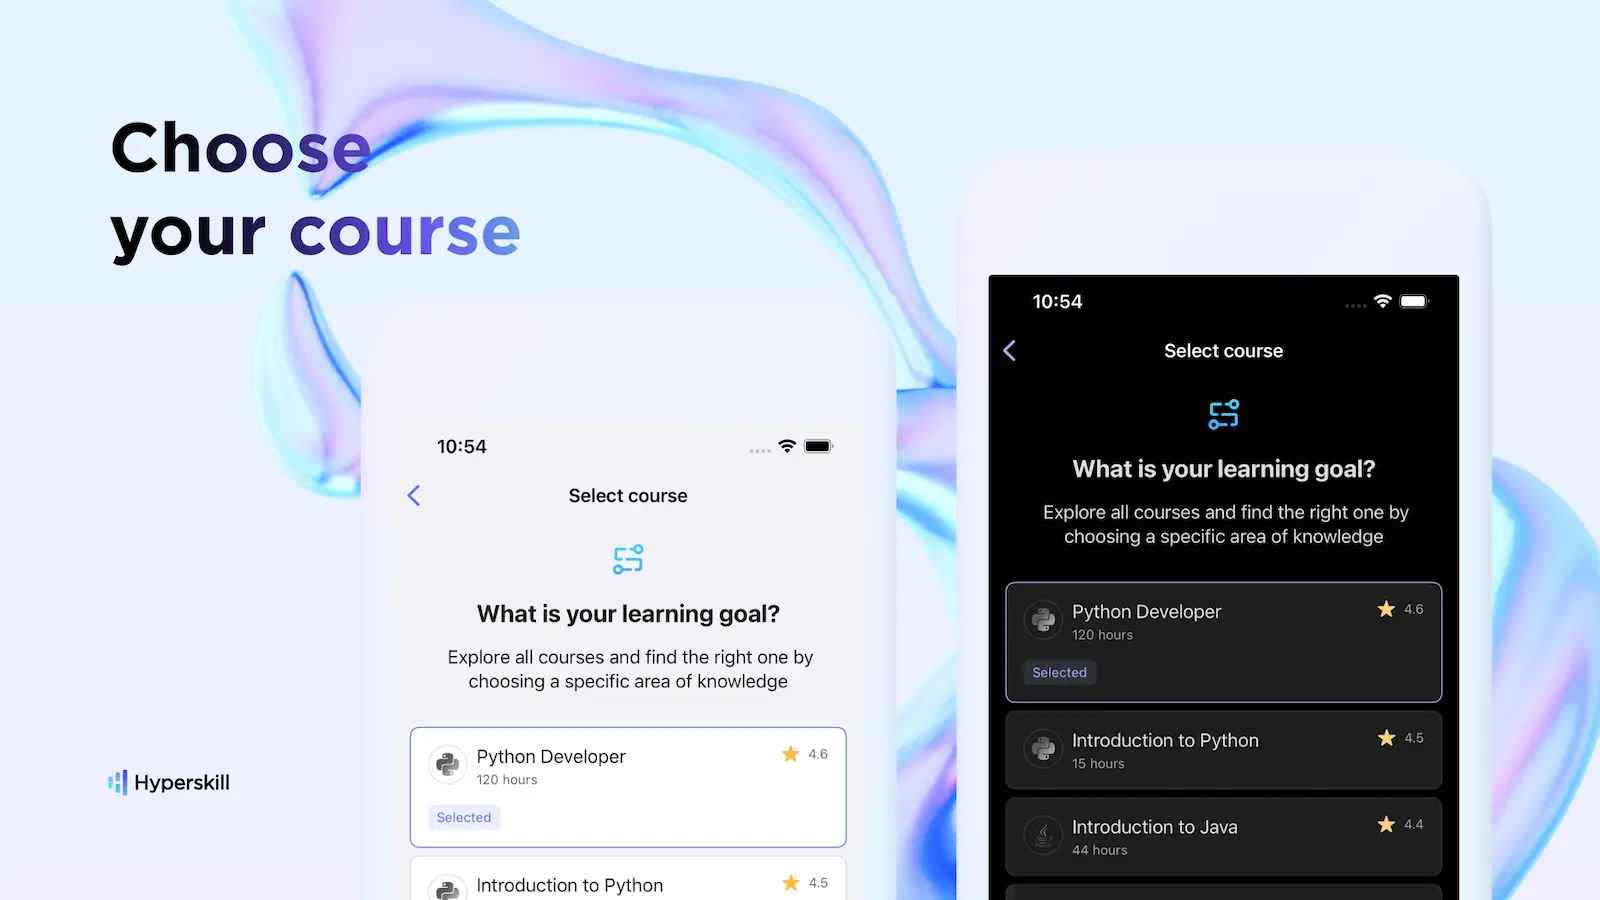 Choose
your course
Hyperskill
10:54
Select course
What is your learning goal?
Explore all courses and find the right one by
choosing a specific area of knowledge
Python Developer
4.6
120 hours
Selected
Introduction to Python
4.5
10:54
Select course
What is your learning goal?
Explore all courses and find the right one by
choosing a specific area of knowledge
Python Developer
4.6
120 hours
Selected
Introduction to Python
4.5
15 hours
Introduction to Java
4.4
44 hours